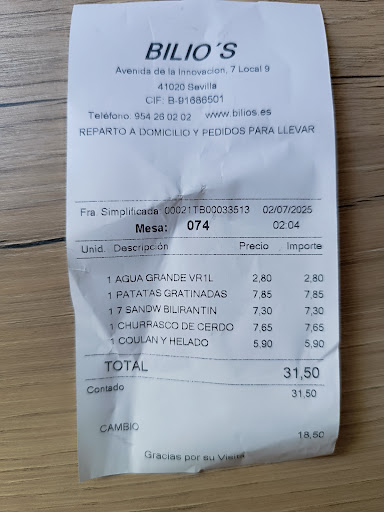 BILIO´S
Avenida de la Innovacion, 7 Local 9
41020 Sevilla
CIF: B-91686501
Teléfono: 954 26 02 02 www.bilios.es
REPARTO A DOMICILIO Y PEDIDOS PARA LLEVAR
Fra. Simplificada: 00021TB00033513 02/07/2025
Mesa: 074 02:04
Unid. Descripción Precio Importe
1 AGUA GRANDE VR1L 2,80 2,80
1 PATATAS GRATINADAS 7,85 7,85
1 7 SANDW BILIRANTIN 7,30 7,30
1 CHURRASCO DE CERDO 7,65 7,65
1 COULAN Y HELADO 5,90 5,90
TOTAL 31,50
Contado 31,50
CAMBIO 18,50
Gracias por su Visita